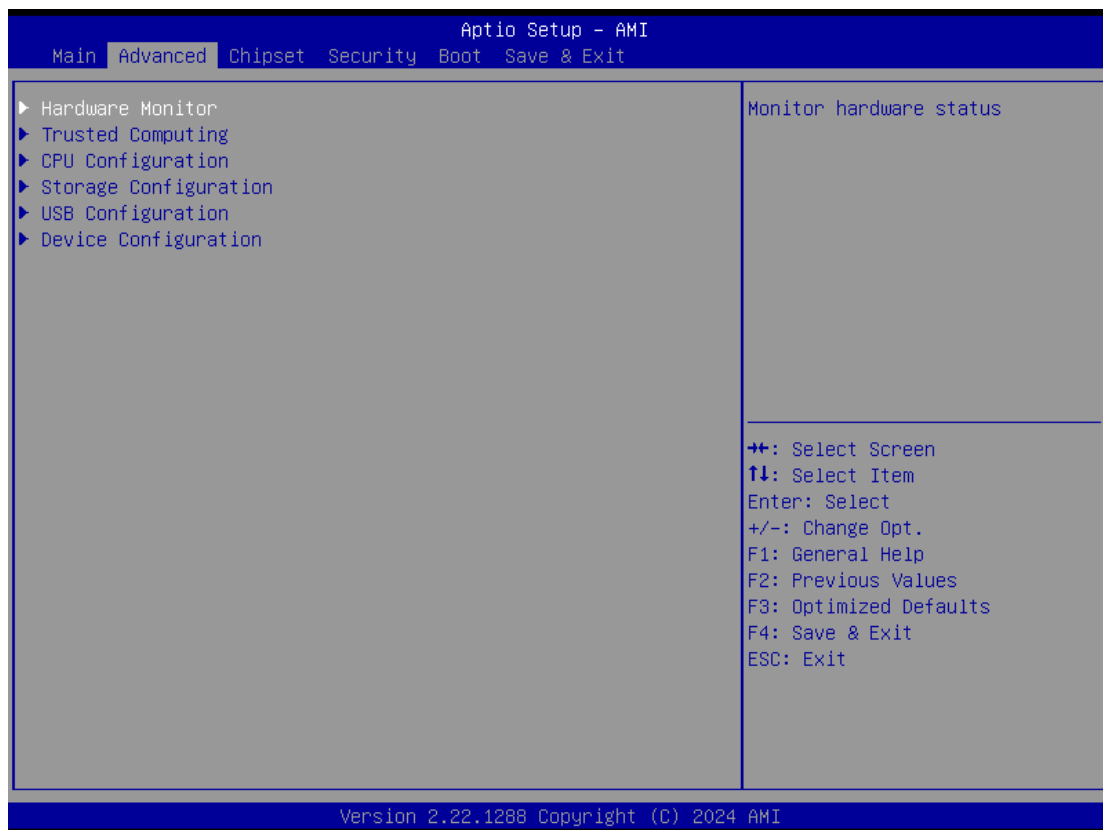 Aptio Setup – AMI
Main Advanced Chipset Security Boot Save & Exit
Hardware Monitor
Trusted Computing
CPU Configuration
Storage Configuration
USB Configuration
Device Configuration
Monitor hardware status
→←: Select Screen
↑↓: Select Item
Enter: Select
+/-: Change Opt.
F1: General Help
F2: Previous Values
F3: Optimized Defaults
F4: Save & Exit
ESC: Exit
Version 2.22.1288 Copyright (C) 2024 AMI